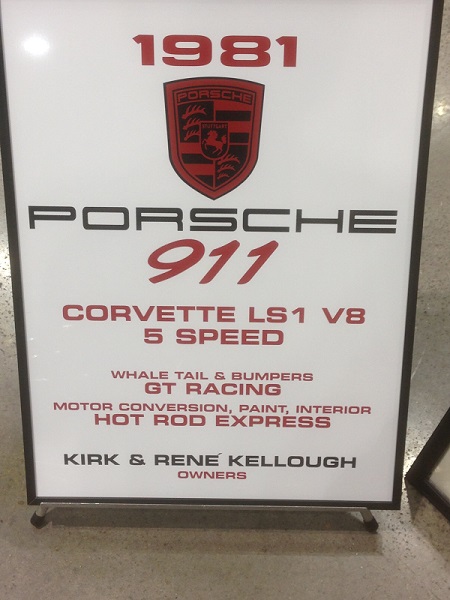 1981
PORSCHE
STUTTGART
PORSCHE
911
CORVETTE LS1 V8
5 SPEED
WHALE TAIL & BUMPERS
GT RACING
MOTOR CONVERSION, PAINT, INTERIOR
HOT ROD EXPRESS
KIRK & RENÉ KELLOUGH
OWNERS